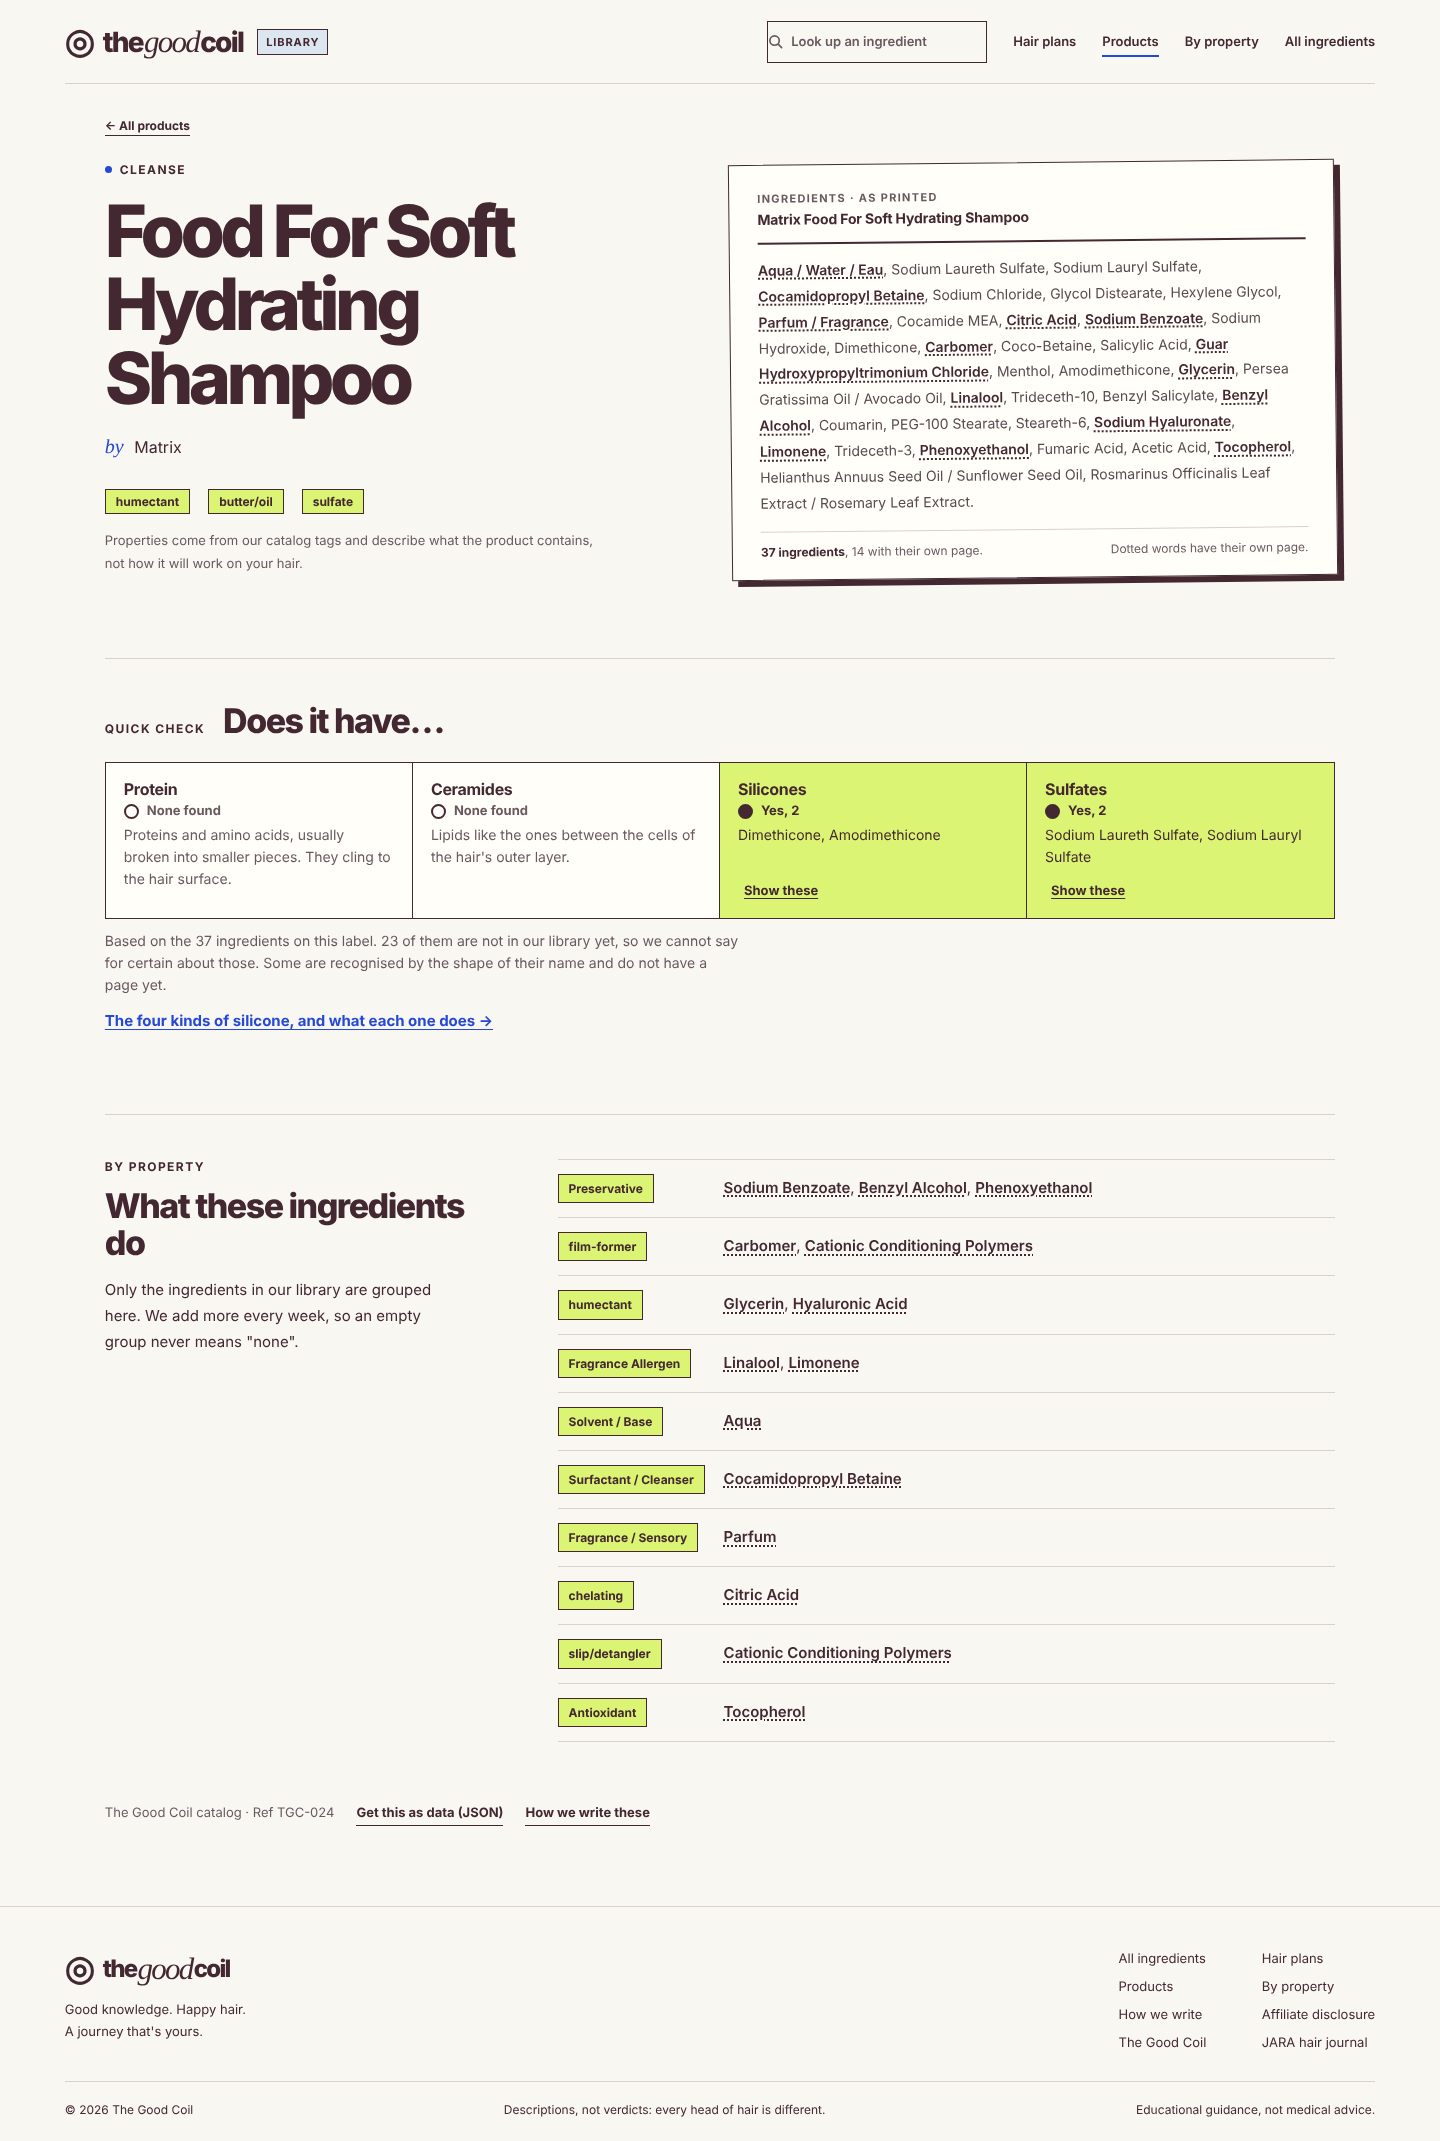 thegoodcoil LIBRARY
Look up an ingredient
Hair plans Products By property All ingredients
← All products
CLEANSE
Food For Soft
Hydrating
Shampoo
by Matrix
humectant butter/oil sulfate
Properties come from our catalog tags and describe what the product contains,
not how it will work on your hair.
INGREDIENTS · AS PRINTED
Matrix Food For Soft Hydrating Shampoo
Aqua / Water / Eau, Sodium Laureth Sulfate, Sodium Lauryl Sulfate,
Cocamidopropyl Betaine, Sodium Chloride, Glycol Distearate, Hexylene Glycol,
Parfum / Fragrance, Cocamide MEA, Citric Acid, Sodium Benzoate, Sodium
Hydroxide, Dimethicone, Carbomer, Coco-Betaine, Salicylic Acid, Guar
Hydroxypropyltrimonium Chloride, Menthol, Amodimethicone, Glycerin, Persea
Gratissima Oil / Avocado Oil, Linalool, Trideceth-10, Benzyl Salicylate, Benzyl
Alcohol, Coumarin, PEG-100 Stearate, Steareth-6, Sodium Hyaluronate,
Limonene, Trideceth-3, Phenoxyethanol, Fumaric Acid, Acetic Acid, Tocopherol,
Helianthus Annuus Seed Oil / Sunflower Seed Oil, Rosmarinus Officinalis Leaf
Extract / Rosemary Leaf Extract.
37 ingredients, 14 with their own page.
Dotted words have their own page.
QUICK CHECK Does it have…
Protein
None found
Proteins and amino acids, usually
broken into smaller pieces. They cling to
the hair surface.
Ceramides
None found
Lipids like the ones between the cells of
the hair's outer layer.
Silicones
Yes, 2
Dimethicone, Amodimethicone
Show these
Sulfates
Yes, 2
Sodium Laureth Sulfate, Sodium Lauryl
Sulfate
Show these
Based on the 37 ingredients on this label. 23 of them are not in our library yet, so we cannot say
for certain about those. Some are recognised by the shape of their name and do not have a
page yet.
The four kinds of silicone, and what each one does →
BY PROPERTY
What these ingredients
do
Only the ingredients in our library are grouped
here. We add more every week, so an empty
group never means "none".
Preservative Sodium Benzoate, Benzyl Alcohol, Phenoxyethanol
film-former Carbomer, Cationic Conditioning Polymers
humectant Glycerin, Hyaluronic Acid
Fragrance Allergen Linalool, Limonene
Solvent / Base Aqua
Surfactant / Cleanser Cocamidopropyl Betaine
Fragrance / Sensory Parfum
chelating Citric Acid
slip/detangler Cationic Conditioning Polymers
Antioxidant Tocopherol
The Good Coil catalog · Ref TGC-024 Get this as data (JSON) How we write these
thegoodcoil
Good knowledge. Happy hair.
A journey that's yours.
All ingredients Hair plans
Products By property
How we write Affiliate disclosure
The Good Coil JARA hair journal
© 2026 The Good Coil Descriptions, not verdicts: every head of hair is different. Educational guidance, not medical advice.